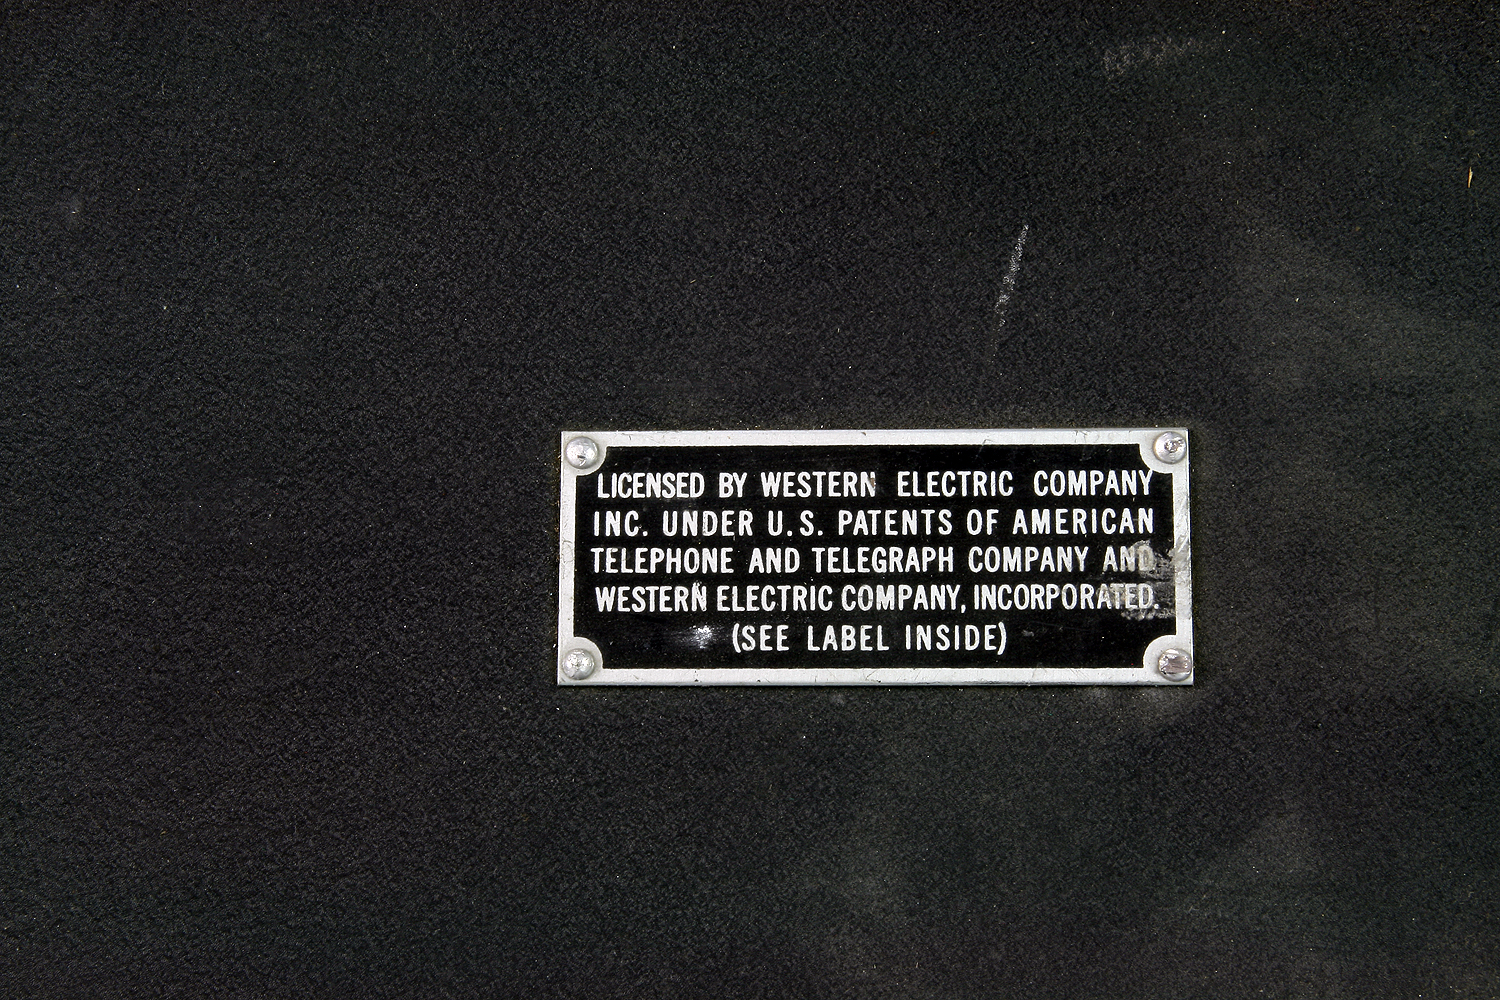 LICENSED BY WESTERN ELECTRIC COMPANY
INC. UNDER U.S. PATENTS OF AMERICAN
TELEPHONE AND TELEGRAPH COMPANY AND
WESTERN ELECTRIC COMPANY, INCORPORATED.
(SEE LABEL INSIDE)